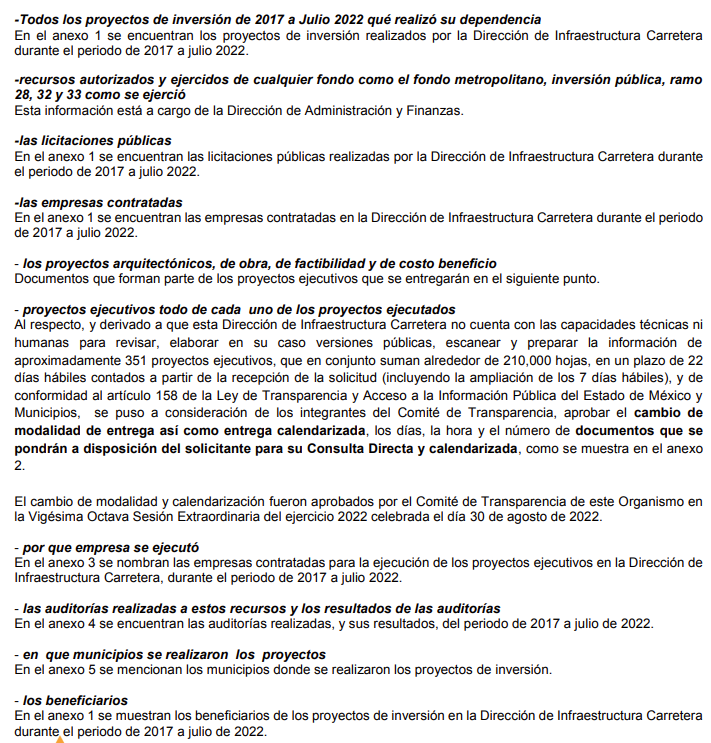 -Todos los proyectos de inversión de 2017 a Julio 2022 qué realizó su dependencia
En el anexo 1 se encuentran los proyectos de inversión realizados por la Dirección de Infraestructura Carretera
durante el periodo de 2017 a julio 2022.
-recursos autorizados y ejercidos de cualquier fondo como el fondo metropolitano, inversión pública, ramo
28, 32 y 33 como se ejerció
Esta información está a cargo de la Dirección de Administración y Finanzas.
-las licitaciones públicas
En el anexo 1 se encuentran las licitaciones públicas realizadas por la Dirección de Infraestructura Carretera durante
el periodo de 2017 a julio 2022.
-las empresas contratadas
En el anexo 1 se encuentran las empresas contratadas en la Dirección de Infraestructura Carretera durante el periodo
de 2017 a julio 2022.
- los proyectos arquitectónicos, de obra, de factibilidad y de costo beneficio
Documentos que forman parte de los proyectos ejecutivos que se entregarán en el siguiente punto.
- proyectos ejecutivos todo de cada uno de los proyectos ejecutados
Al respecto, y derivado a que esta Dirección de Infraestructura Carretera no cuenta con las capacidades técnicas ni
humanas para revisar, elaborar en su caso versiones públicas, escanear y preparar la información de
aproximadamente 351 proyectos ejecutivos, que en conjunto suman alrededor de 210,000 hojas, en un plazo de 22
días hábiles contados a partir de la recepción de la solicitud (incluyendo la ampliación de los 7 días hábiles), y de
conformidad al artículo 158 de la Ley de Transparencia y Acceso a la Información Pública del Estado de México y
Municipios, se puso a consideración de los integrantes del Comité de Transparencia, aprobar el cambio de
modalidad de entrega así como entrega calendarizada, los días, la hora y el número de documentos que se
pondrán a disposición del solicitante para su Consulta Directa y calendarizada, como se muestra en el anexo
2.
El cambio de modalidad y calendarización fueron aprobados por el Comité de Transparencia de este Organismo en
la Vigésima Octava Sesión Extraordinaria del ejercicio 2022 celebrada el día 30 de agosto de 2022.
- por que empresa se ejecutó
En el anexo 3 se nombran las empresas contratadas para la ejecución de los proyectos ejecutivos en la Dirección de
Infraestructura Carretera, durante el periodo de 2017 a julio 2022.
- las auditorías realizadas a estos recursos y los resultados de las auditorías
En el anexo 4 se encuentran las auditorías realizadas, y sus resultados, del periodo de 2017 a julio de 2022.
- en que municipios se realizaron los proyectos
En el anexo 5 se mencionan los municipios donde se realizaron los proyectos de inversión.
- los beneficiarios
En el anexo 1 se muestran los beneficiarios de los proyectos de inversión en la Dirección de Infraestructura Carretera
durante el periodo de 2017 a julio de 2022.